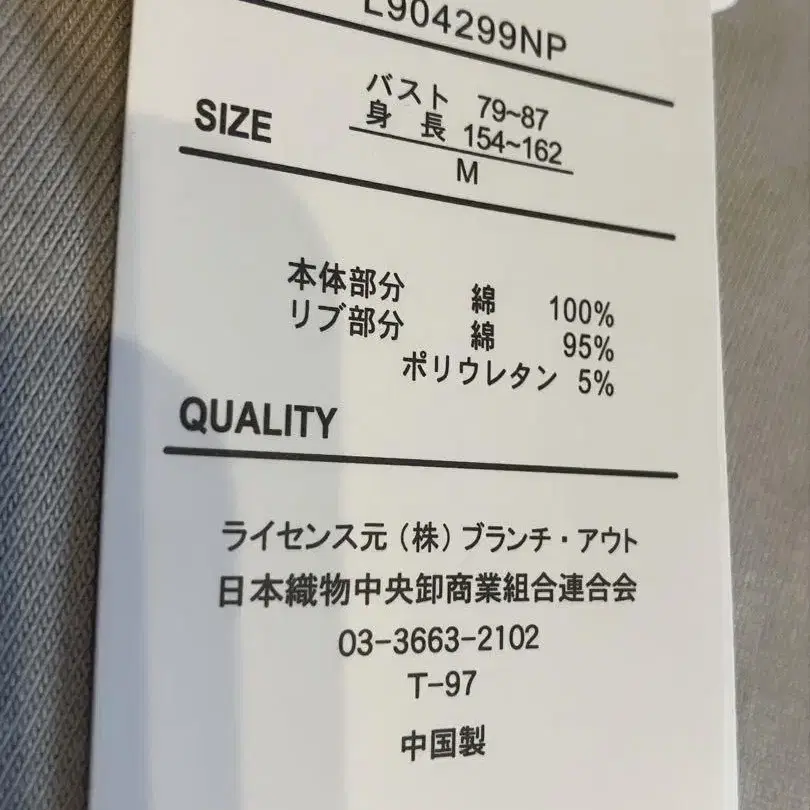 L904299NP
バスト 79~87
身 長 154~162
M
SIZE
本体部分 綿 100%
リブ部分 綿 95%
ポリウレタン 5%
QUALITY
ライセンス元（株）ブランチ・アウト
日本織物中央卸商業組合連合会
03-3663-2102
T-97
中国製